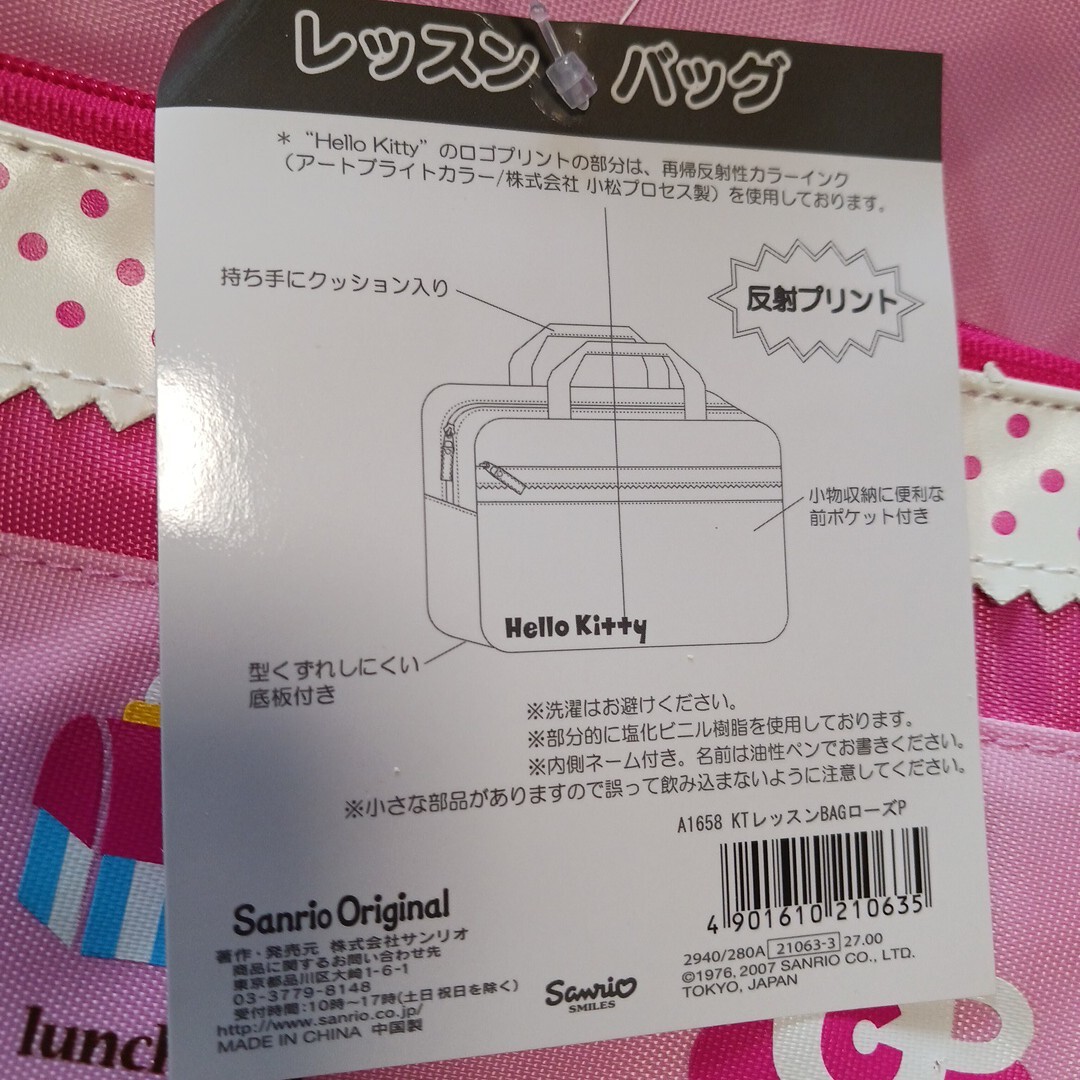 レッスンバッグ
＊“Hello Kitty”のロゴプリントの部分は、再帰反射性カラーインク
（アートブライトカラー/株式会社 小松プロセス製）を使用しております。
反射プリント
持ち手にクッション入り
小物収納に便利な
前ポケット付き
Hello Kitty
型くずれしにくい
底板付き
※洗濯はお避けください。
※部分的に塩化ビニル樹脂を使用しております。
※内側ネーム付き。名前は油性ペンでお書きください。
※小さな部品がありますので誤って飲み込まないように注意してください。
A1658 KTレッスンBAGローズP
4 901610 210635
2940/280A 21063-3 27.00
©1976, 2007 SANRIO CO., LTD.
TOKYO, JAPAN
Sanrio Original
著作・発売元 株式会社サンリオ
商品に関するお問い合わせ先
東京都品川区大崎1-6-1
03-3779-8148
受付時間:10時～17時(土日祝日を除く)
http://www.sanrio.co.jp/
MADE IN CHINA 中国製
Sanrio
SMILES
lunch